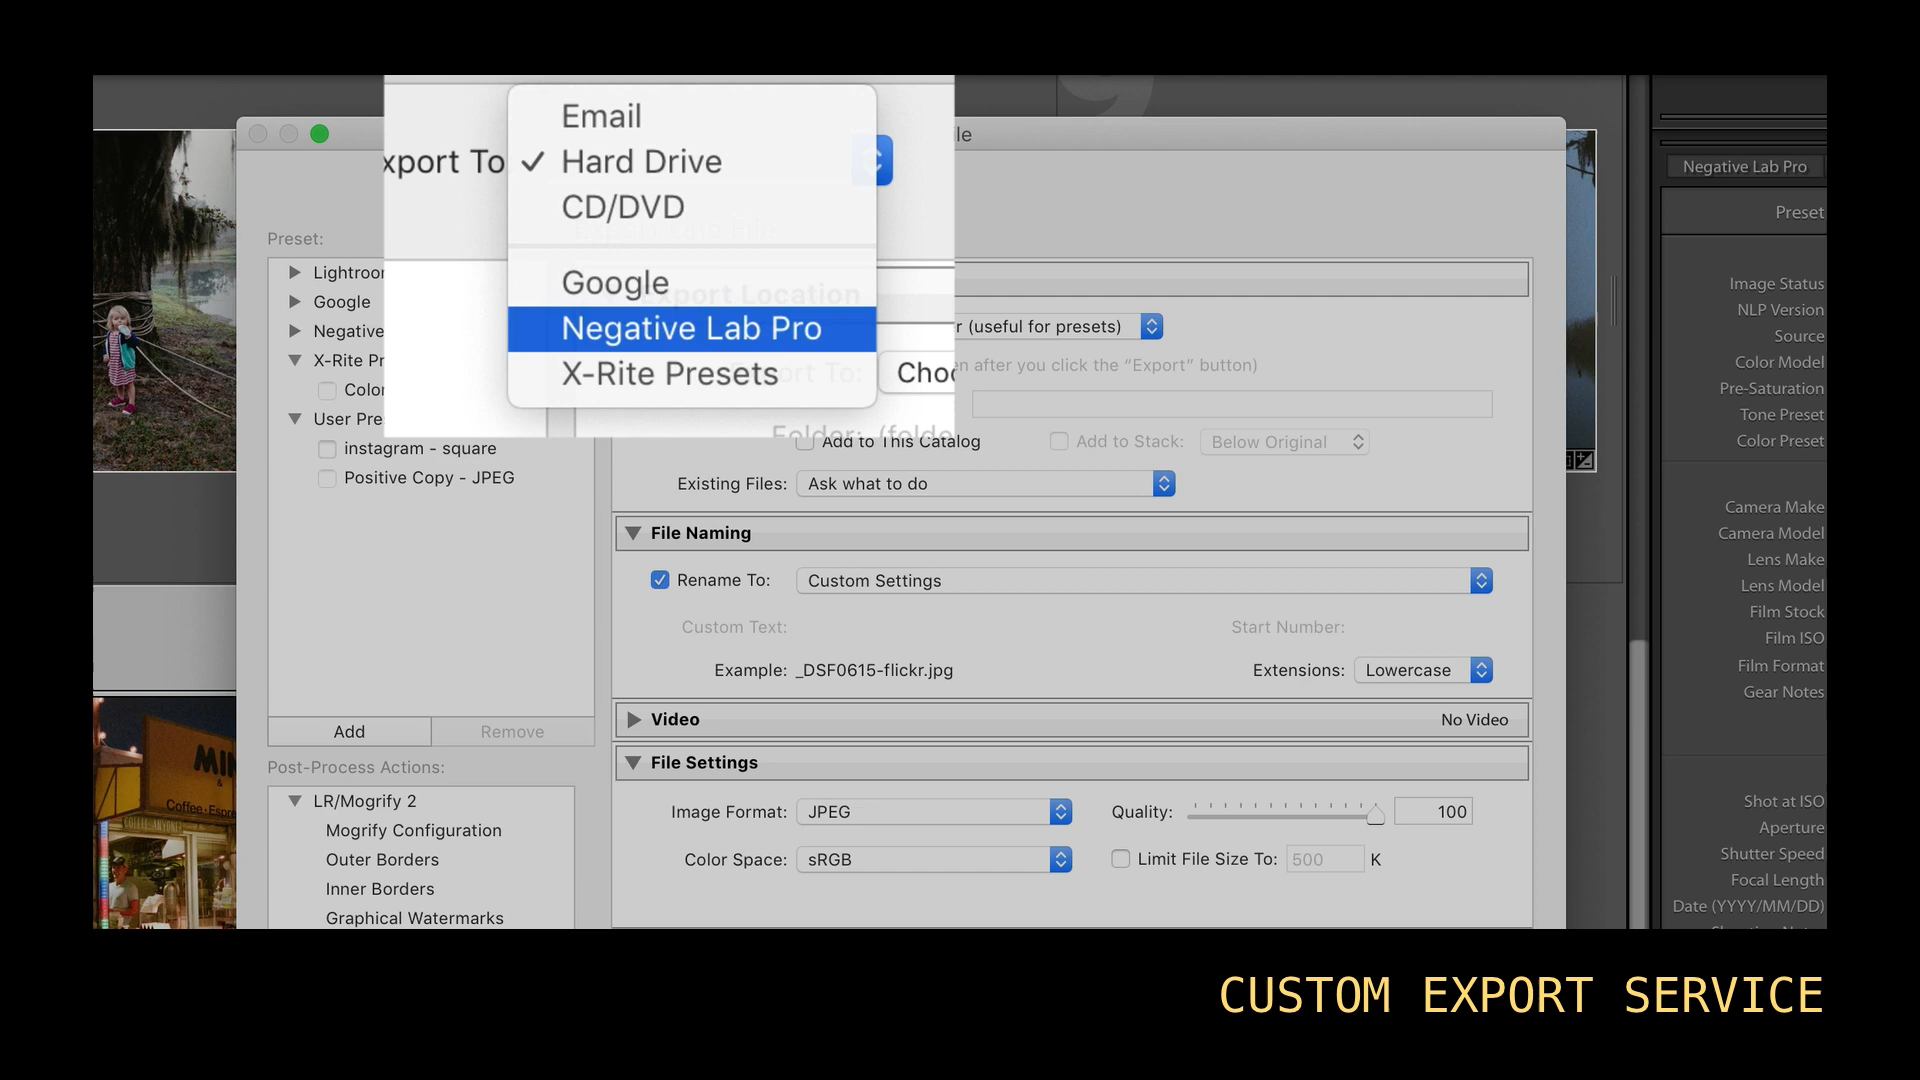 Email
xport To
✓ Hard Drive
CD/DVD
Google
Negative Lab Pro
X-Rite Presets
Export Location
Choo
Preset:
Lightroo
Google
Negative
X-Rite Pr
Color
User Pre
instagram - square
Positive Copy - JPEG
Add
Remove
Post-Process Actions:
LR/Mogrify 2
Mogrify Configuration
Outer Borders
Inner Borders
Graphical Watermarks
r (useful for presets)
n after you click the “Export” button)
Add to This Catalog
Add to Stack:
Below Original
Existing Files:
Ask what to do
File Naming
Rename To:
Custom Settings
Custom Text:
Start Number:
Example: _DSF0615-flickr.jpg
Extensions:
Lowercase
Video
No Video
File Settings
Image Format:
JPEG
Quality:
100
Color Space:
sRGB
Limit File Size To:
500
K
Negative Lab Pro
Preset
Image Status
NLP Version
Source
Color Model
Pre-Saturation
Tone Preset
Color Preset
Camera Make
Camera Model
Lens Make
Lens Model
Film Stock
Film ISO
Film Format
Gear Notes
Shot at ISO
Aperture
Shutter Speed
Focal Length
Date (YYYY/MM/DD)
CUSTOM EXPORT SERVICE